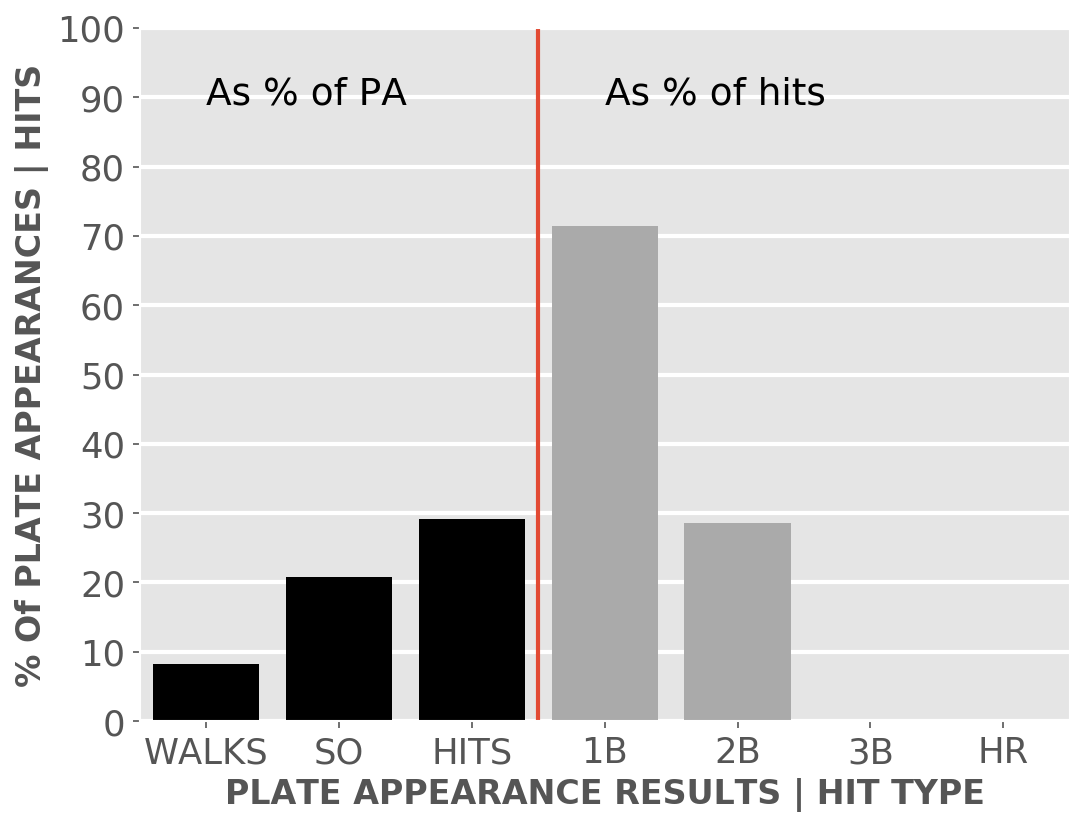 % Of PLATE APPEARANCES | HITS
100
90
80
70
60
50
40
30
20
10
0
As % of PA
As % of hits
WALKS SO HITS 1B 2B 3B HR
PLATE APPEARANCE RESULTS | HIT TYPE